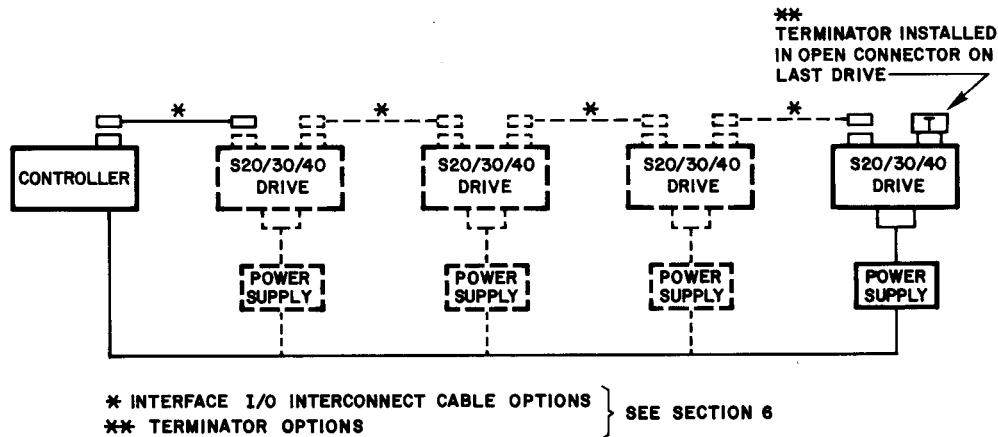 **
TERMINATOR INSTALLED
IN OPEN CONNECTOR ON
LAST DRIVE
*
*
*
*
CONTROLLER
S20/30/40
DRIVE
S20/30/40
DRIVE
S20/30/40
DRIVE
S20/30/40
DRIVE
T
POWER
SUPPLY
POWER
SUPPLY
POWER
SUPPLY
POWER
SUPPLY
* INTERFACE I/O INTERCONNECT CABLE OPTIONS
** TERMINATOR OPTIONS
SEE SECTION 6